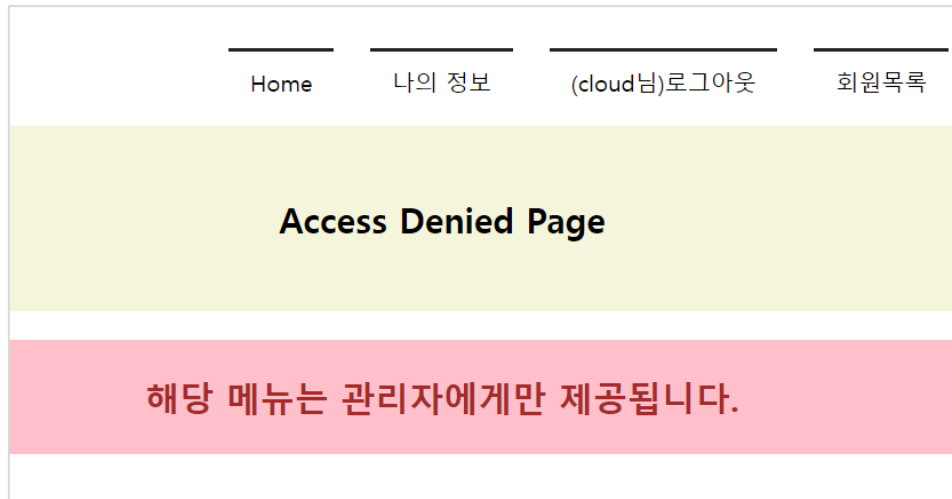 Home 나의 정보 (cloud님)로그아웃 회원목록
Access Denied Page
해당 메뉴는 관리자에게만 제공됩니다.